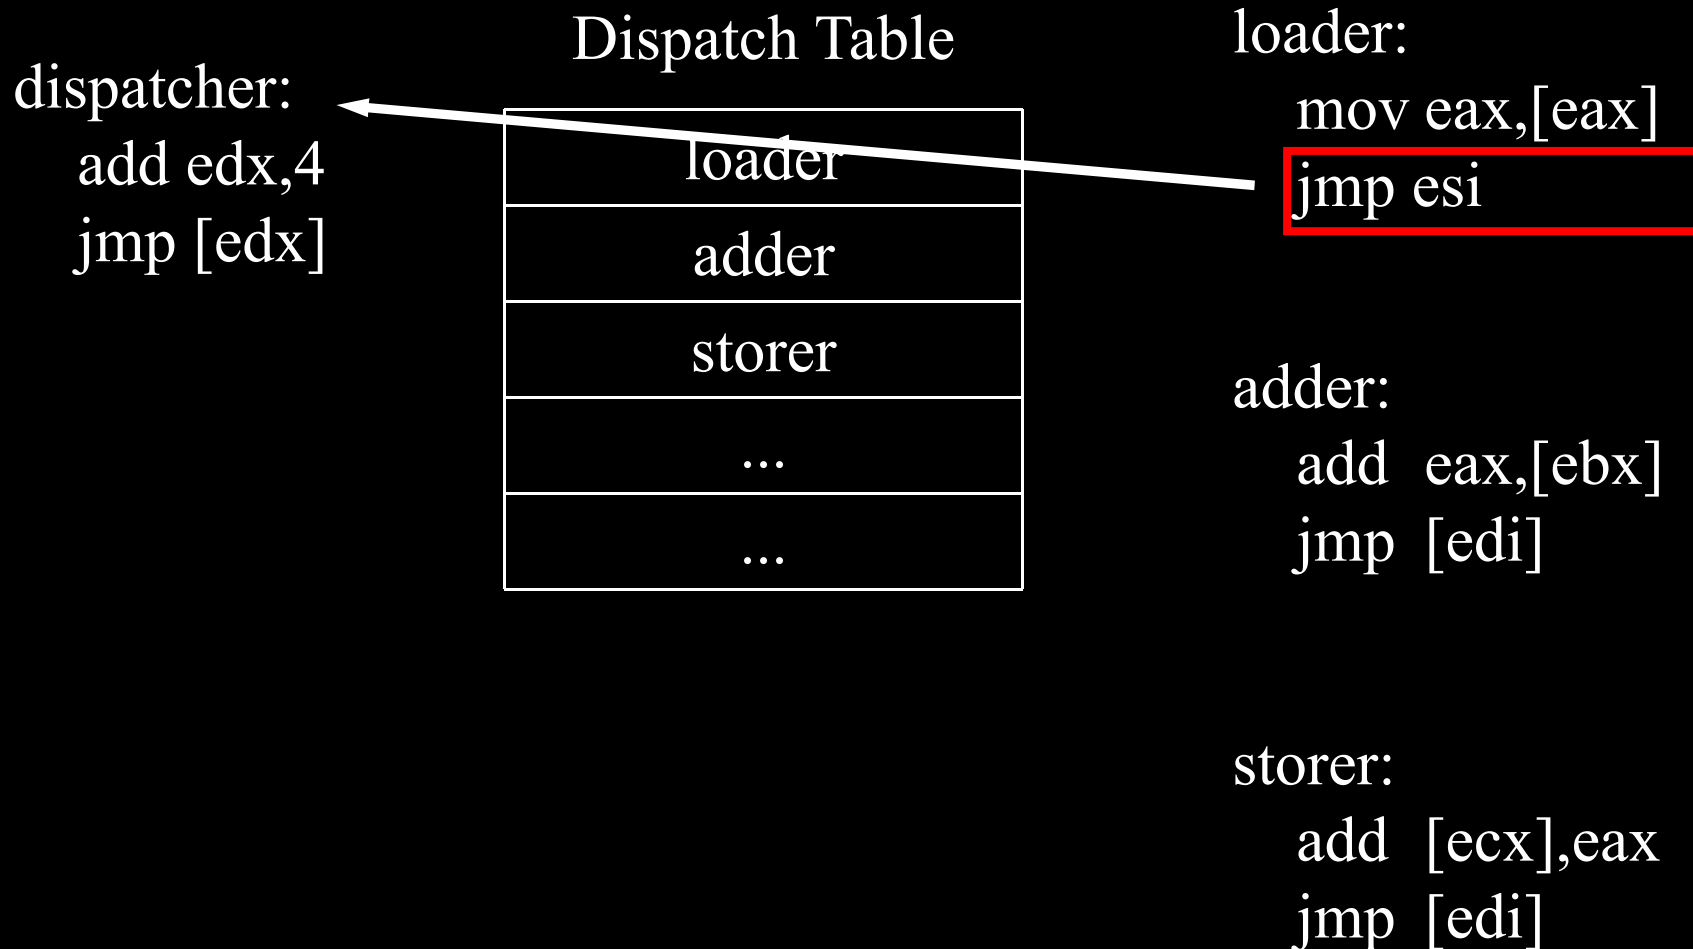 dispatcher:
add edx,4
jmp [edx]
Dispatch Table
loader
adder
storer
...
...
loader:
mov eax,[eax]
jmp esi
adder:
add eax,[ebx]
jmp [edi]
storer:
add [ecx],eax
jmp [edi]